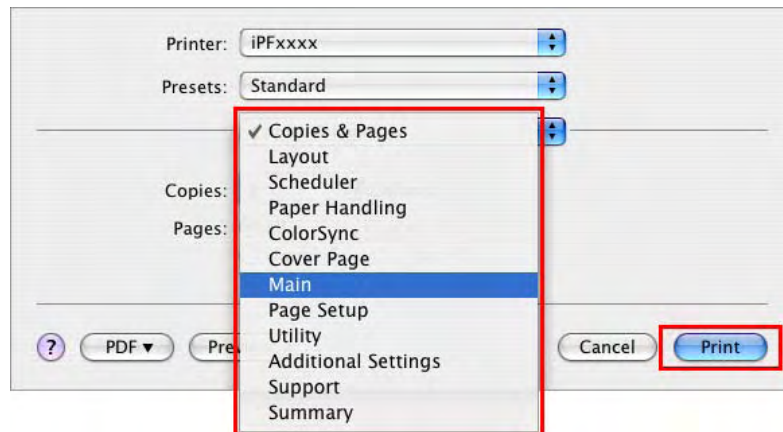 Printer: iPFxxxx
Presets: Standard
✓ Copies & Pages
Layout
Scheduler
Copies:
Paper Handling
Pages:
ColorSync
Cover Page
Main
Page Setup
Utility
? PDF ▼ Cancel Print
Additional Settings
Support
Summary